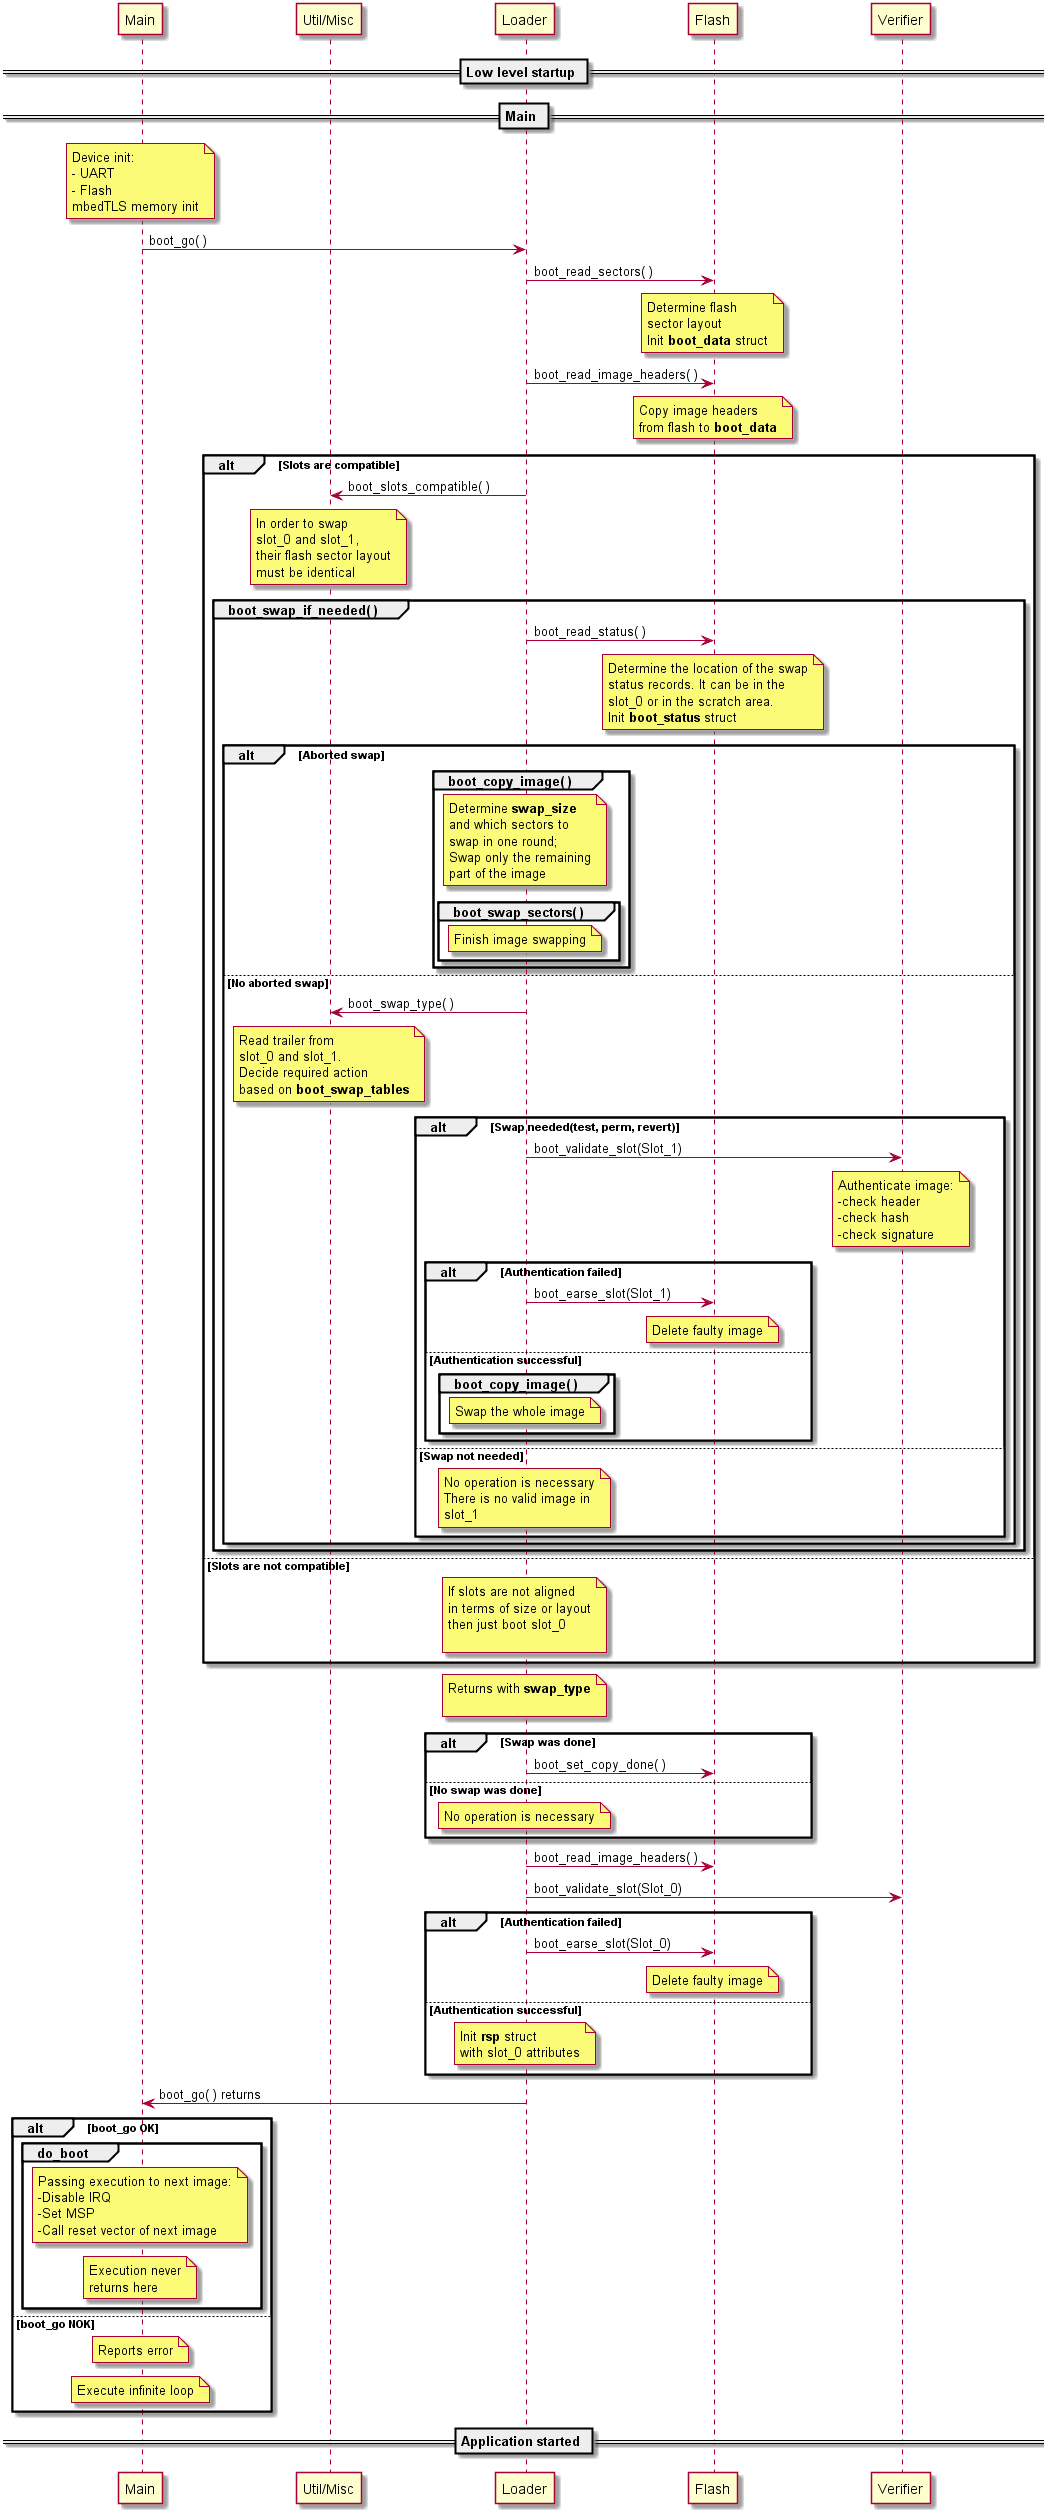 Main
Util/Misc
Loader
Flash
Verifier
Low level startup
Main
Device init:
- UART
- Flash
mbedTLS memory init
boot_go( )
boot_read_sectors( )
Determine flash
sector layout
Init boot_data struct
boot_read_image_headers( )
Copy image headers
from flash to boot_data
alt
[Slots are compatible]
boot_slots_compatible( )
In order to swap
slot_0 and slot_1,
their flash sector layout
must be identical
boot_swap_if_needed( )
boot_read_status( )
Determine the location of the swap
status records. It can be in the
slot_0 or in the scratch area.
Init boot_status struct
alt
[Aborted swap]
boot_copy_image( )
Determine swap_size
and which sectors to
swap in one round;
Swap only the remaining
part of the image
boot_swap_sectors( )
Finish image swapping
[No aborted swap]
boot_swap_type( )
Read trailer from
slot_0 and slot_1.
Decide required action
based on boot_swap_tables
alt
[Swap needed(test, perm, revert)]
boot_validate_slot(Slot_1)
Authenticate image:
-check header
-check hash
-check signature
alt
[Authentication failed]
boot_earse_slot(Slot_1)
Delete faulty image
[Authentication successful]
boot_copy_image( )
Swap the whole image
[Swap not needed]
No operation is necessary
There is no valid image in
slot_1
[Slots are not compatible]
If slots are not aligned
in terms of size or layout
then just boot slot_0
Returns with swap_type
alt
[Swap was done]
boot_set_copy_done( )
[No swap was done]
No operation is necessary
boot_read_image_headers( )
boot_validate_slot(Slot_0)
alt
[Authentication failed]
boot_earse_slot(Slot_0)
Delete faulty image
[Authentication successful]
Init rsp struct
with slot_0 attributes
boot_go( ) returns
alt
[boot_go OK]
do_boot
Passing execution to next image:
-Disable IRQ
-Set MSP
-Call reset vector of next image
Execution never
returns here
[boot_go NOK]
Reports error
Execute infinite loop
Application started
Main
Util/Misc
Loader
Flash
Verifier